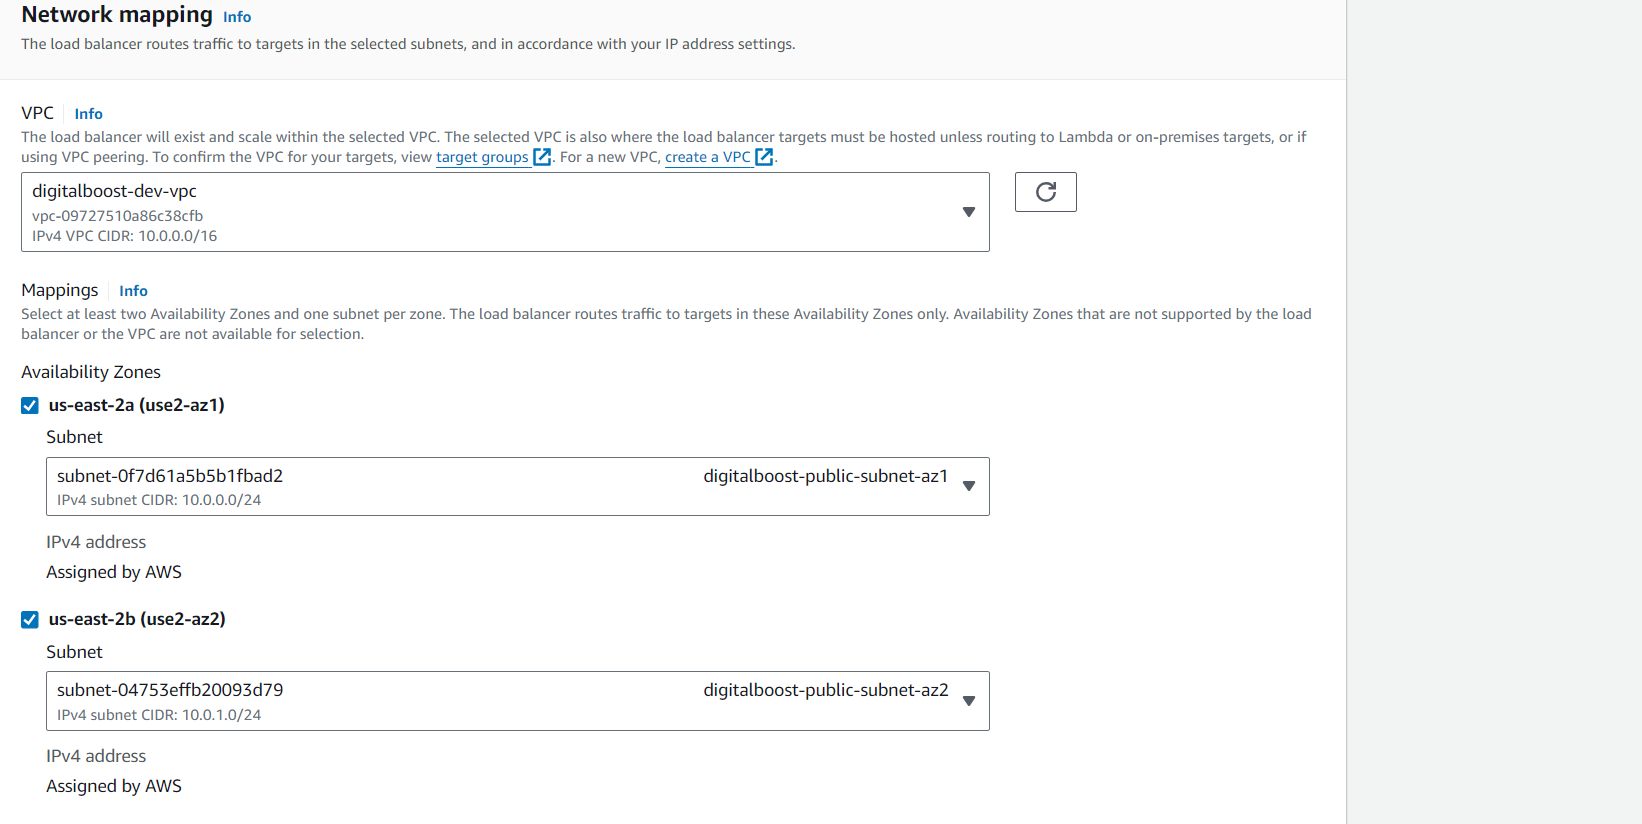 Network mapping Info
The load balancer routes traffic to targets in the selected subnets, and in accordance with your IP address settings.
VPC Info
The load balancer will exist and scale within the selected VPC. The selected VPC is also where the load balancer targets must be hosted unless routing to Lambda or on-premises targets, or if
using VPC peering. To confirm the VPC for your targets, view target groups. For a new VPC, create a VPC.
digitalboost-dev-vpc
vpc-09727510a86c38cfb
IPv4 VPC CIDR: 10.0.0.0/16
Mappings Info
Select at least two Availability Zones and one subnet per zone. The load balancer routes traffic to targets in these Availability Zones only. Availability Zones that are not supported by the load
balancer or the VPC are not available for selection.
Availability Zones
us-east-2a (use2-az1)
Subnet
subnet-0f7d61a5b5b1fbad2 digitalboost-public-subnet-az1
IPv4 subnet CIDR: 10.0.0.0/24
IPv4 address
Assigned by AWS
us-east-2b (use2-az2)
Subnet
subnet-04753effb20093d79 digitalboost-public-subnet-az2
IPv4 subnet CIDR: 10.0.1.0/24
IPv4 address
Assigned by AWS